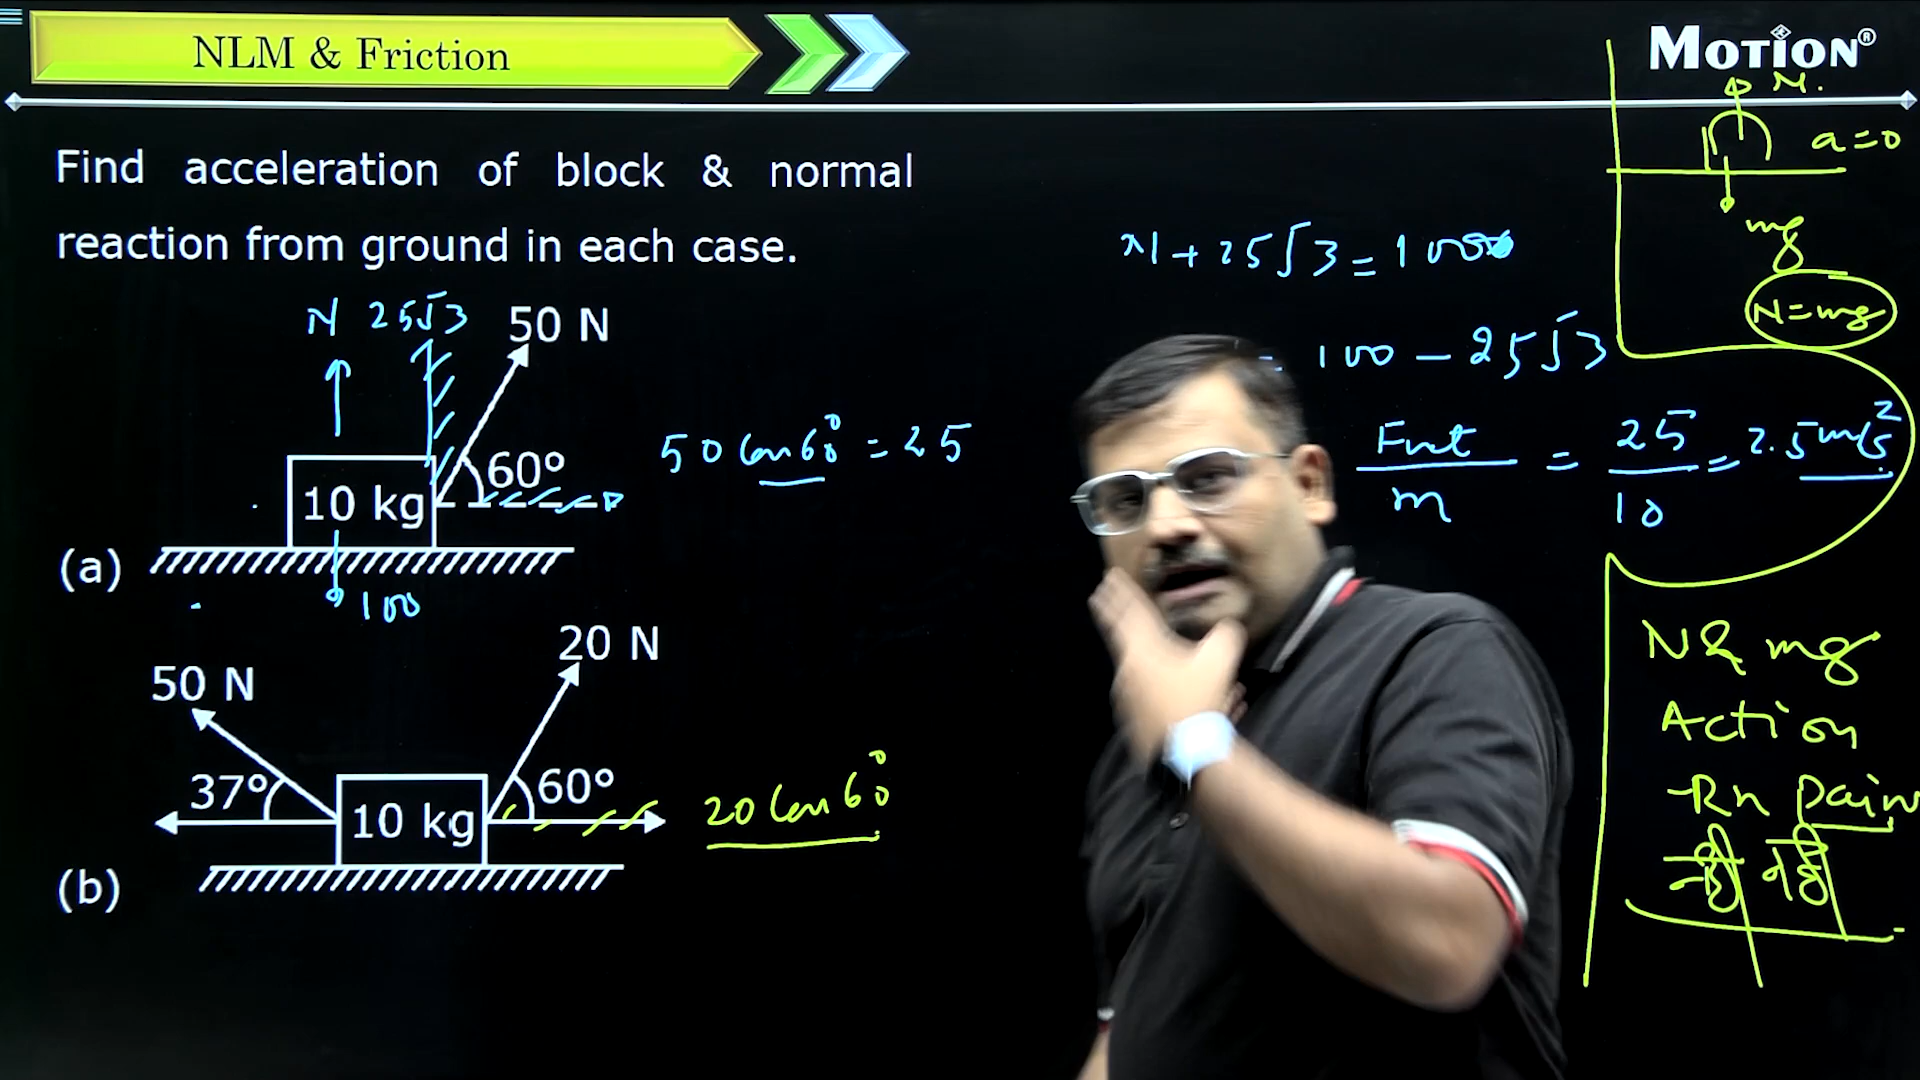 NLM & Friction
MOTION®
Find acceleration of block & normal
reaction from ground in each case.
N 25√3 50 N
60°
10 kg
(a)
100
50 cos 60° = 25
N + 25√3 = 100
= 100 − 25√3
Fnet / m = 25 / 10 = 2.5 m/s²
20 N
50 N
37°
60°
10 kg
(b)
20 cos 60°
N
a = 0
mg
N = mg
N & mg
Action
-Rn pair
नही